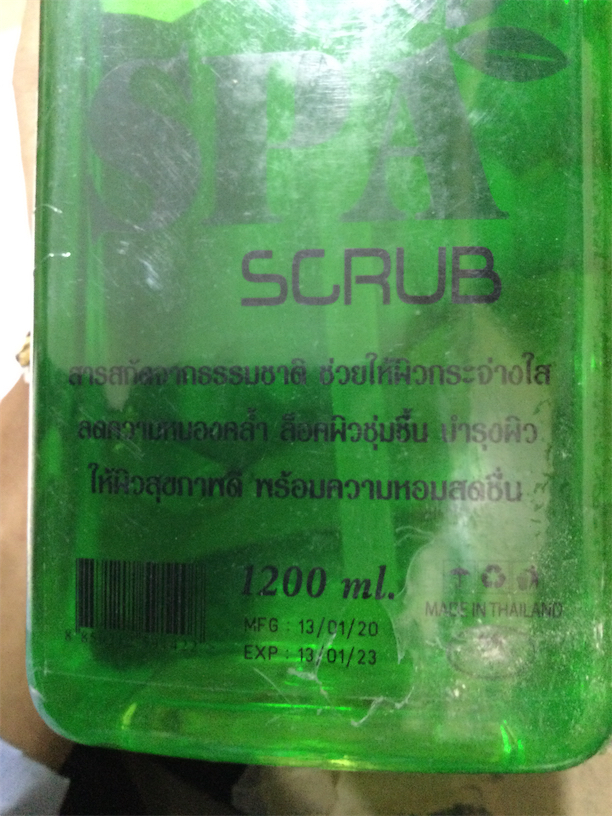 SPA
SCRUB
สารสกัดจากธรรมชาติ ช่วยให้ผิวกระจ่างใส
ลดความหมองคล้ำ ล็อคผิวชุ่มชื้น บำรุงผิว
ให้ผิวสุขภาพดี พร้อมความหอมสดชื่น
1200 ml.
MFG : 13/01/20
EXP : 13/01/23
MADE IN THAILAND